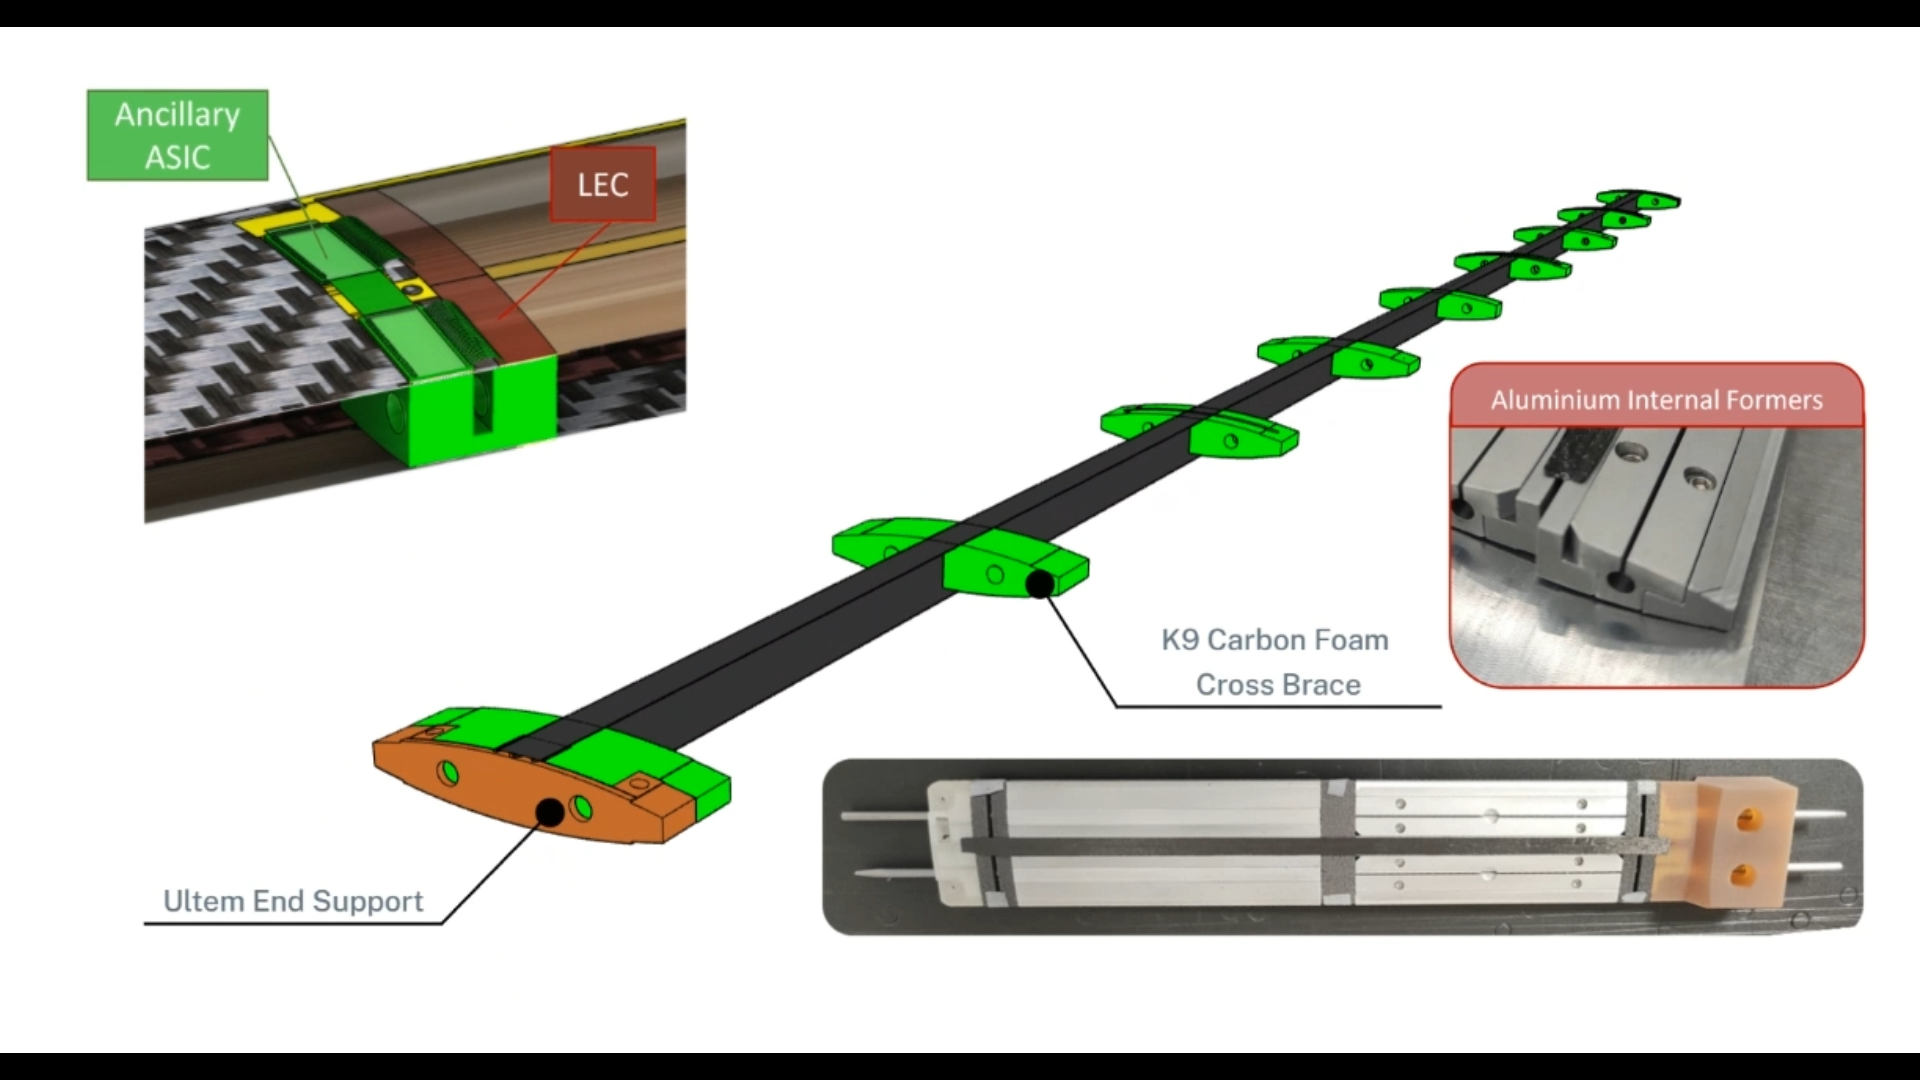 Ancillary
ASIC
LEC
Aluminium Internal Formers
K9 Carbon Foam
Cross Brace
Ultem End Support